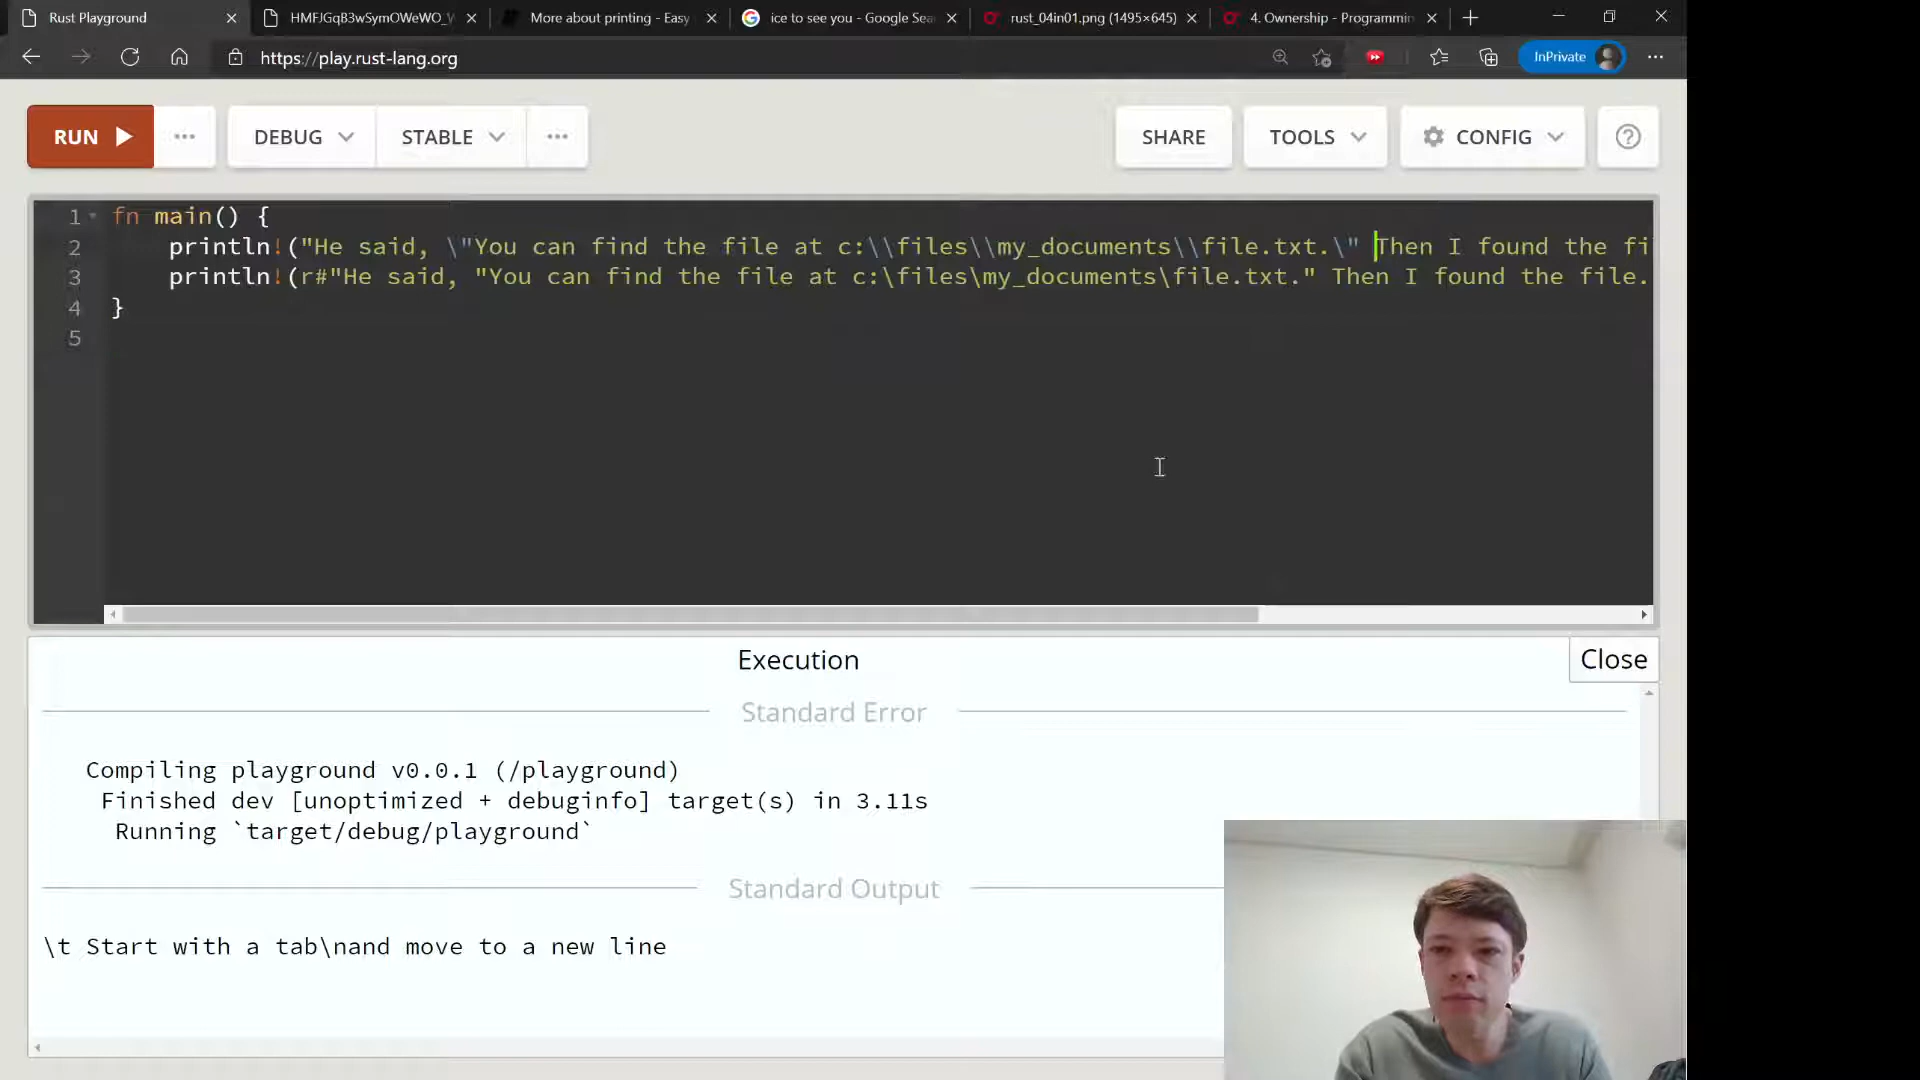 Rust Playground
HMFJGqB3wSymOWeWO_
More about printing - Easy
ice to see you - Google Sea
rust_04in01.png (1495×645)
4. Ownership - Programmin
https://play.rust-lang.org
InPrivate
RUN
DEBUG
STABLE
SHARE
TOOLS
CONFIG
1 fn main() {
2     println!("He said, \"You can find the file at c:\\files\\my_documents\\file.txt.\" Then I found the fi
3     println!(r#"He said, "You can find the file at c:\files\my_documents\file.txt." Then I found the file.
4 }
5
Execution
Close
Standard Error
Compiling playground v0.0.1 (/playground)
Finished dev [unoptimized + debuginfo] target(s) in 3.11s
Running `target/debug/playground`
Standard Output
\t Start with a tab\nand move to a new line